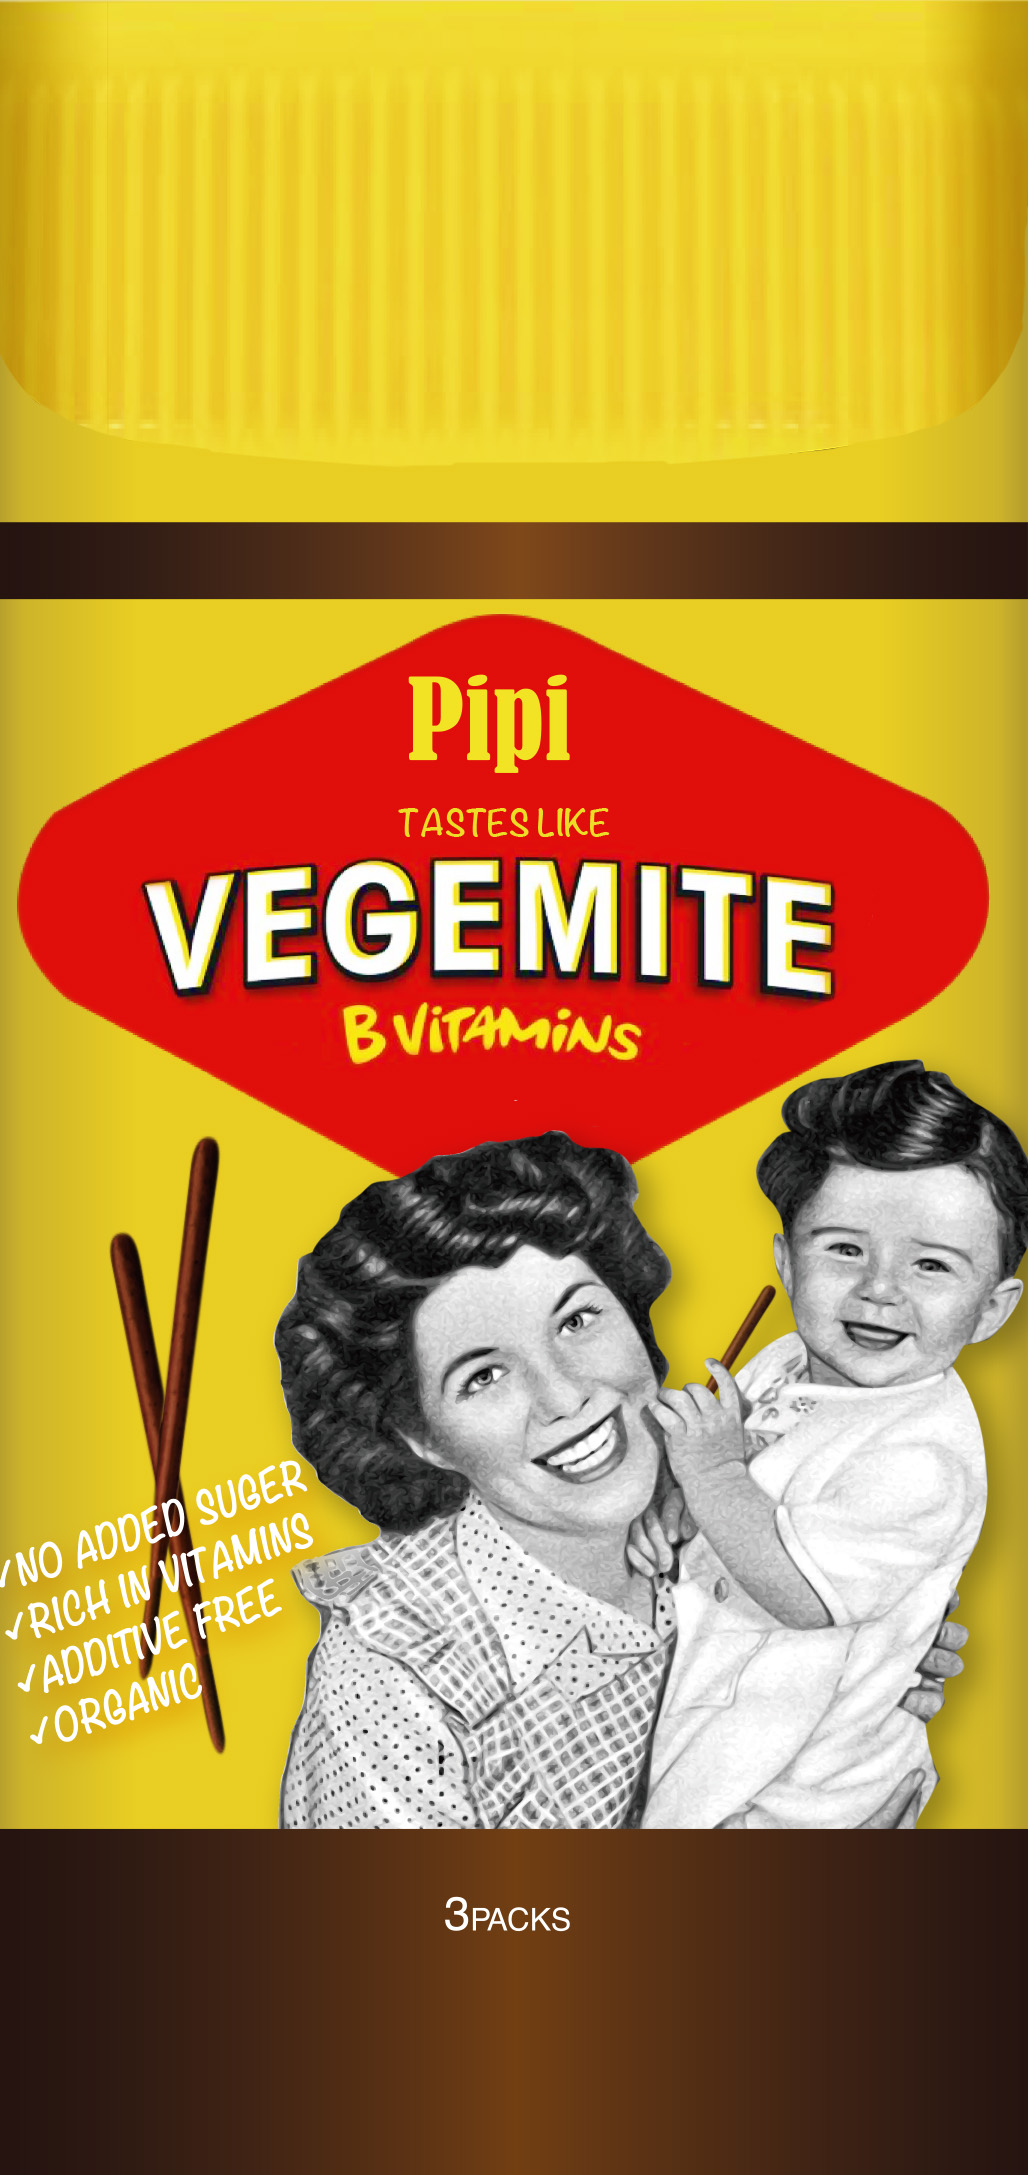 Pipi
TASTES LIKE
VEGEMITE
B ViTAMiNS
✓NO ADDED SUGER
✓RICH IN VITAMINS
✓ADDITIVE FREE
✓ORGANIC
3PACKS